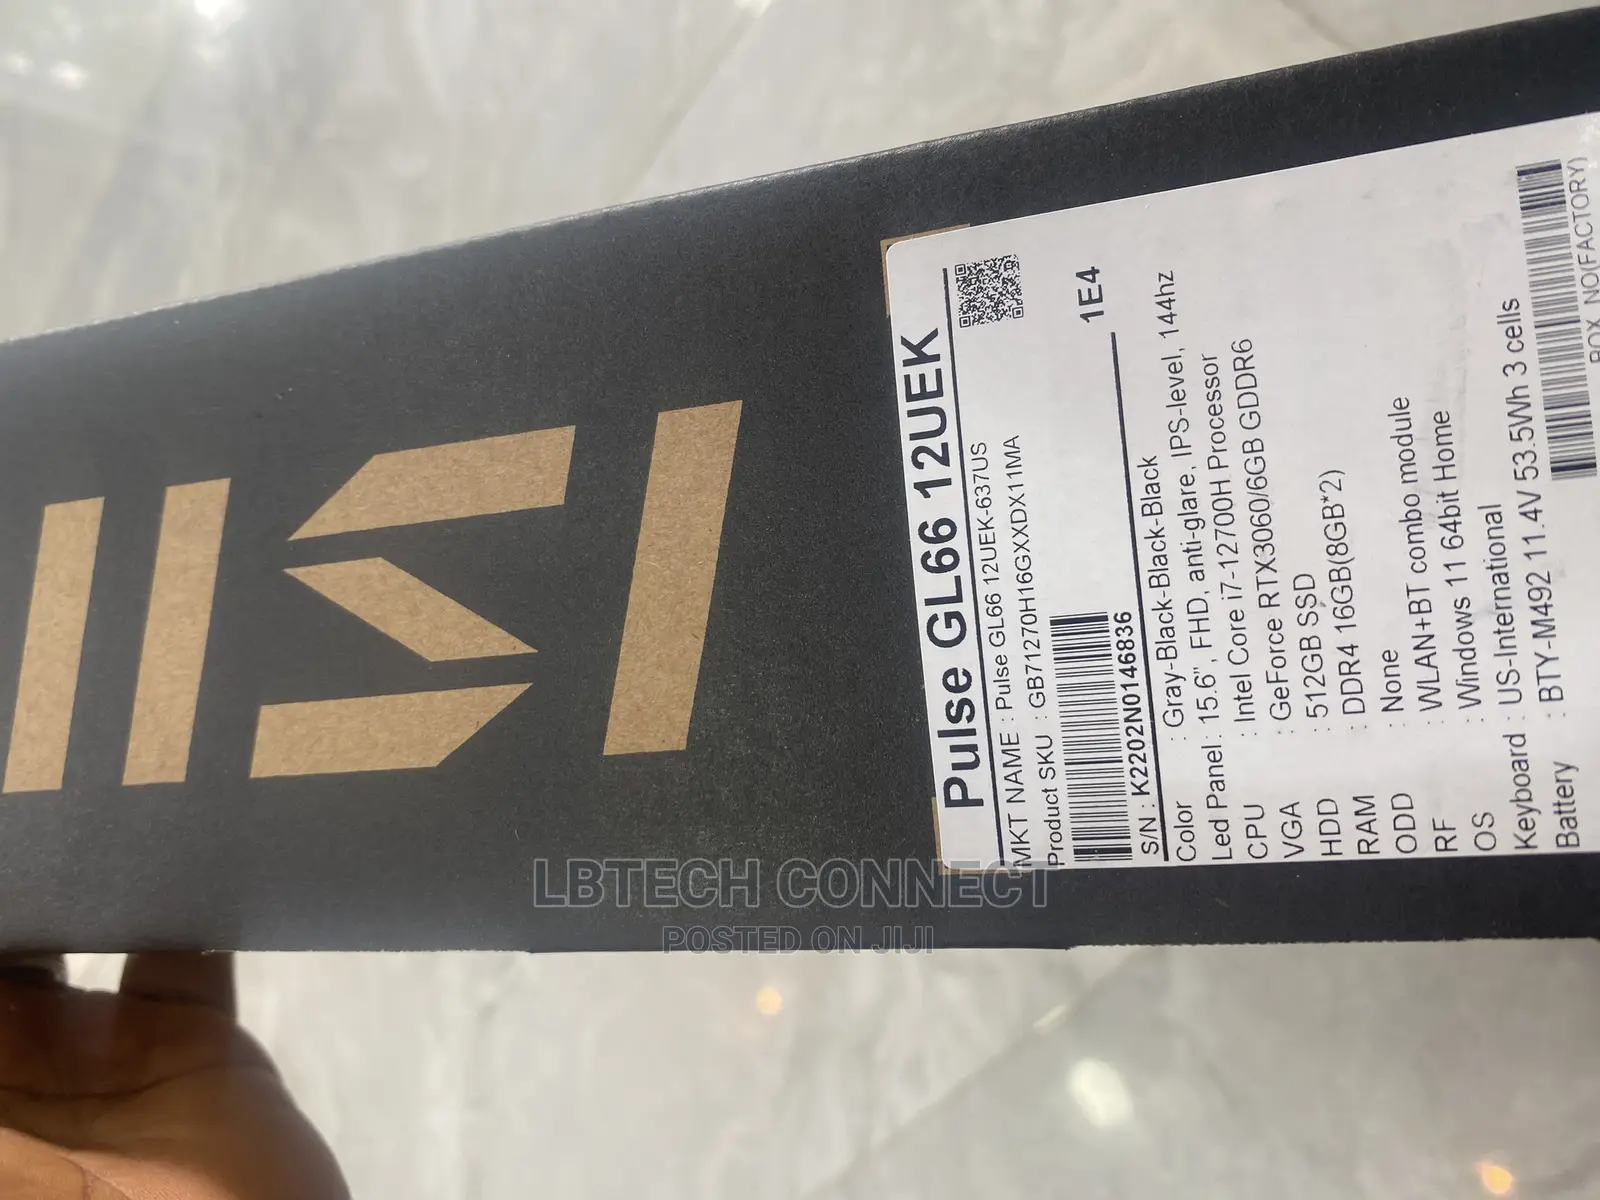 msi
Pulse GL66 12UEK
MKT NAME : Pulse GL66 12UEK-637US
Product SKU : GB71270H16GXXDX11MA
1E4
S/N : K2202N0146836
Color : Gray-Black-Black-Black
Led Panel : 15.6", FHD, anti-glare, IPS-level, 144hz
CPU : Intel Core i7-12700H Processor
VGA : GeForce RTX3060/6GB GDDR6
HDD : 512GB SSD
RAM : DDR4 16GB(8GB*2)
ODD : None
RF : WLAN+BT combo module
OS : Windows 11 64bit Home
Keyboard : US-International
Battery : BTY-M492 11.4V 53.5Wh 3 cells
BOX NO(FACTORY)
LBTECH CONNECT
POSTED ON JIJI